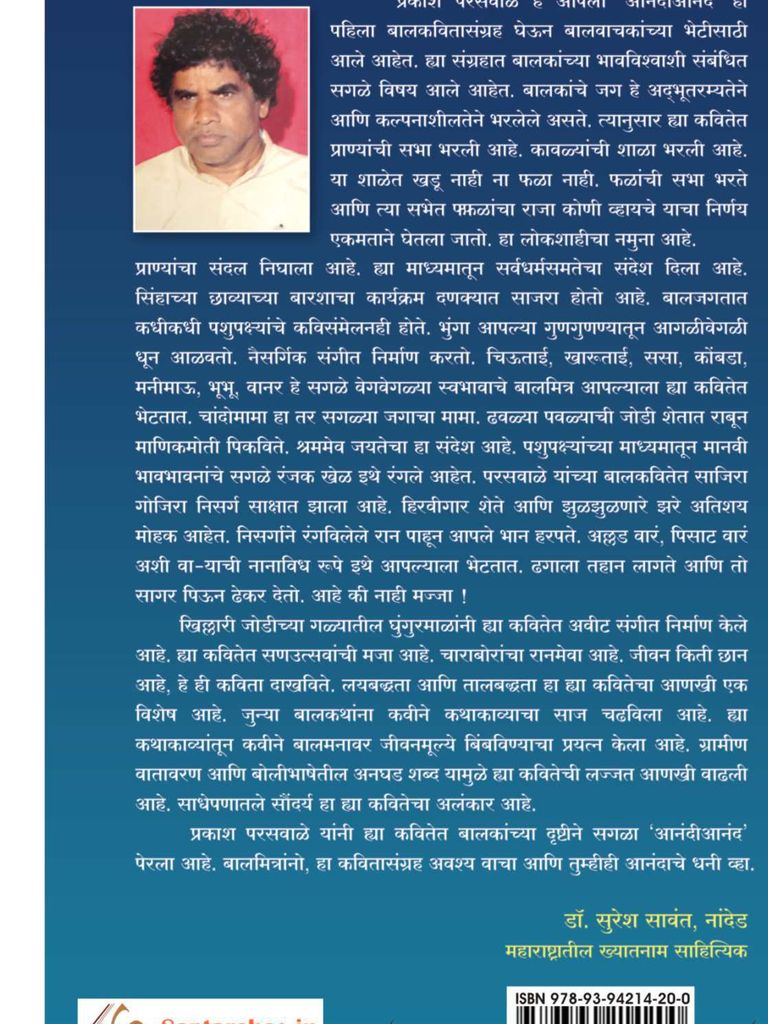 प्रकाश परसवाळे हे आपला 'आनंदीआनंद' हा
पहिला बालकवितासंग्रह घेऊन बालवाचकांच्या भेटीसाठी
आले आहेत. ह्या संग्रहात बालकांच्या भावविश्वाशी संबंधित
सगळे विषय आले आहेत. बालकांचे जग हे अद्‌भूतरम्यतेने
आणि कल्पनाशीलतेने भरलेले असते. त्यानुसार ह्या कवितेत
प्राण्यांची सभा भरली आहे. कावळ्यांची शाळा भरली आहे.
या शाळेत खडू नाही ना फळा नाही. फळांची सभा भरते
आणि त्या सभेत फ्फळांचा राजा कोणी व्हायचे याचा निर्णय
एकमताने घेतला जातो. हा लोकशाहीचा नमुना आहे.
प्राण्यांचा संदल निघाला आहे. ह्या माध्यमातून सर्वधर्मसमतेचा संदेश दिला आहे.
सिंहाच्या छाव्याच्या बारशाचा कार्यक्रम दणक्यात साजरा होतो आहे. बालजगतात
कधीकधी पशुपक्ष्यांचे कविसंमेलनही होते. भुंगा आपल्या गुणगुणण्यातून आगळीवेगळी
धून आळवतो. नैसर्गिक संगीत निर्माण करतो. चिऊताई, खारूताई, ससा, कोंबडा,
मनीमाऊ, भूभू, वानर हे सगळे वेगवेगळ्या स्वभावाचे बालमित्र आपल्याला ह्या कवितेत
भेटतात. चांदोमामा हा तर सगळ्या जगाचा मामा. ढवळ्या पवळ्याची जोडी शेतात राबून
माणिकमोती पिकविते. श्रममेव जयतेचा हा संदेश आहे. पशुपक्ष्यांच्या माध्यमातून मानवी
भावभावनांचे सगळे रंजक खेळ इथे रंगले आहेत. परसवाळे यांच्या बालकवितेत साजिरा
गोजिरा निसर्ग साक्षात झाला आहे. हिरवीगार शेते आणि झुळझुळणारे झरे अतिशय
मोहक आहेत. निसर्गाने रंगविलेले रान पाहून आपले भान हरपते. अल्लड वारं, पिसाट वारं
अशी वा-याची नानाविध रूपे इथे आपल्याला भेटतात. ढगाला तहान लागते आणि तो
सागर पिऊन ढेकर देतो. आहे की नाही मज्जा !
खिल्लारी जोडीच्या गळ्यातील घुंगुरमाळांनी ह्या कवितेत अवीट संगीत निर्माण केले
आहे. ह्या कवितेत सणउत्सवांची मजा आहे. चाराबोरांचा रानमेवा आहे. जीवन किती छान
आहे, हे ही कविता दाखविते. लयबद्धता आणि तालबद्धता हा ह्या कवितेचा आणखी एक
विशेष आहे. जुन्या बालकथांना कवीने कथाकाव्याचा साज चढविला आहे. ह्या
कथाकाव्यांतून कवीने बालमनावर जीवनमूल्ये बिंबविण्याचा प्रयत्न केला आहे. ग्रामीण
वातावरण आणि बोलीभाषेतील अनघड शब्द यामुळे ह्या कवितेची लज्जत आणखी वाढली
आहे. साधेपणातले सौंदर्य हा ह्या कवितेचा अलंकार आहे.
प्रकाश परसवाळे यांनी ह्या कवितेत बालकांच्या दृष्टीने सगळा 'आनंदीआनंद'
पेरला आहे. बालमित्रांनो, हा कवितासंग्रह अवश्य वाचा आणि तुम्हीही आनंदाचे धनी व्हा.
डॉ. सुरेश सावंत, नांदेड
महाराष्ट्रातील ख्यातनाम साहित्यिक
ISBN 978-93-94214-20-0